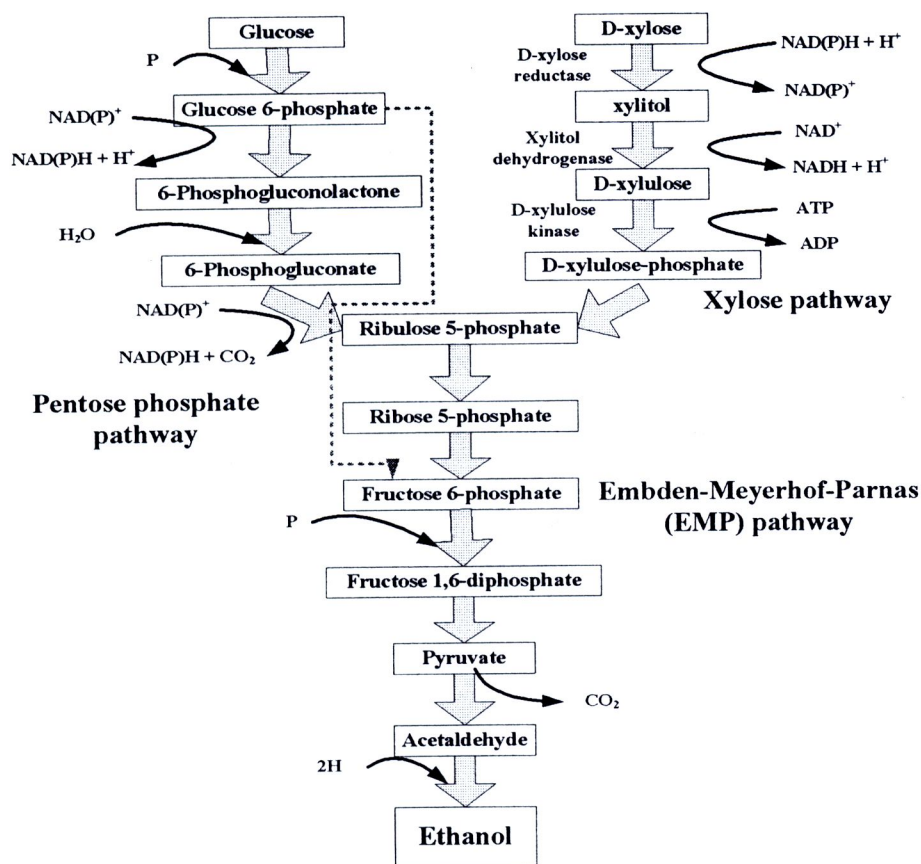 Glucose
P
Glucose 6-phosphate
NAD(P)⁺
NAD(P)H + H⁺
6-Phosphogluconolactone
H₂O
6-Phosphogluconate
NAD(P)⁺
NAD(P)H + CO₂
Pentose phosphate
pathway
D-xylose
D-xylose
reductase
NAD(P)H + H⁺
NAD(P)⁺
xylitol
Xylitol
dehydrogenase
NAD⁺
NADH + H⁺
D-xylulose
D-xylulose
kinase
ATP
ADP
D-xylulose-phosphate
Xylose pathway
Ribulose 5-phosphate
Ribose 5-phosphate
Fructose 6-phosphate
Embden-Meyerhof-Parnas
(EMP) pathway
P
Fructose 1,6-diphosphate
Pyruvate
CO₂
Acetaldehyde
2H
Ethanol